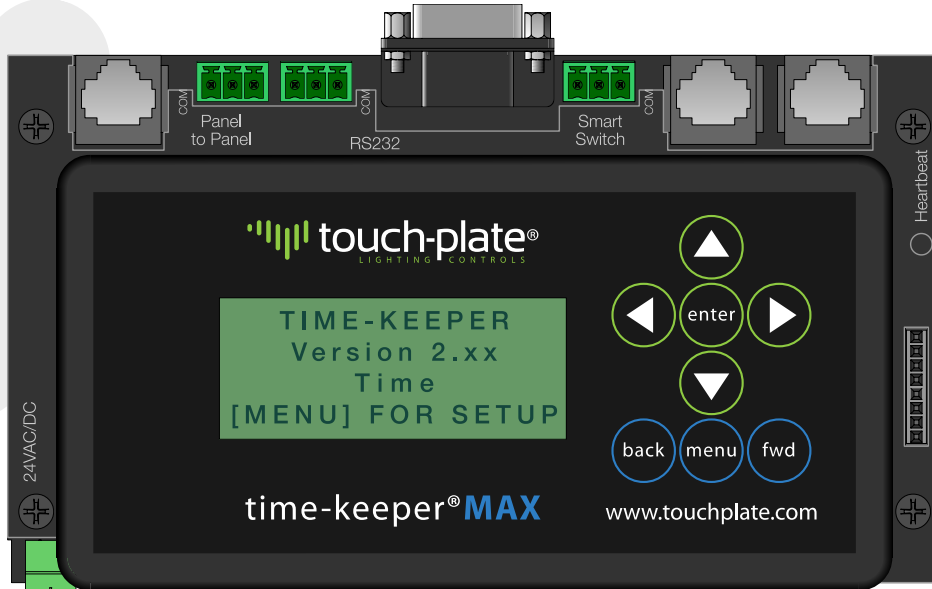 COM
COM
COM
Panel
to Panel
RS232
Smart
Switch
Heartbeat
24VAC/DC
touch-plate®
LIGHTING CONTROLS
TIME-KEEPER
Version 2.xx
Time
[MENU] FOR SETUP
enter
back
menu
fwd
time-keeper®MAX
www.touchplate.com